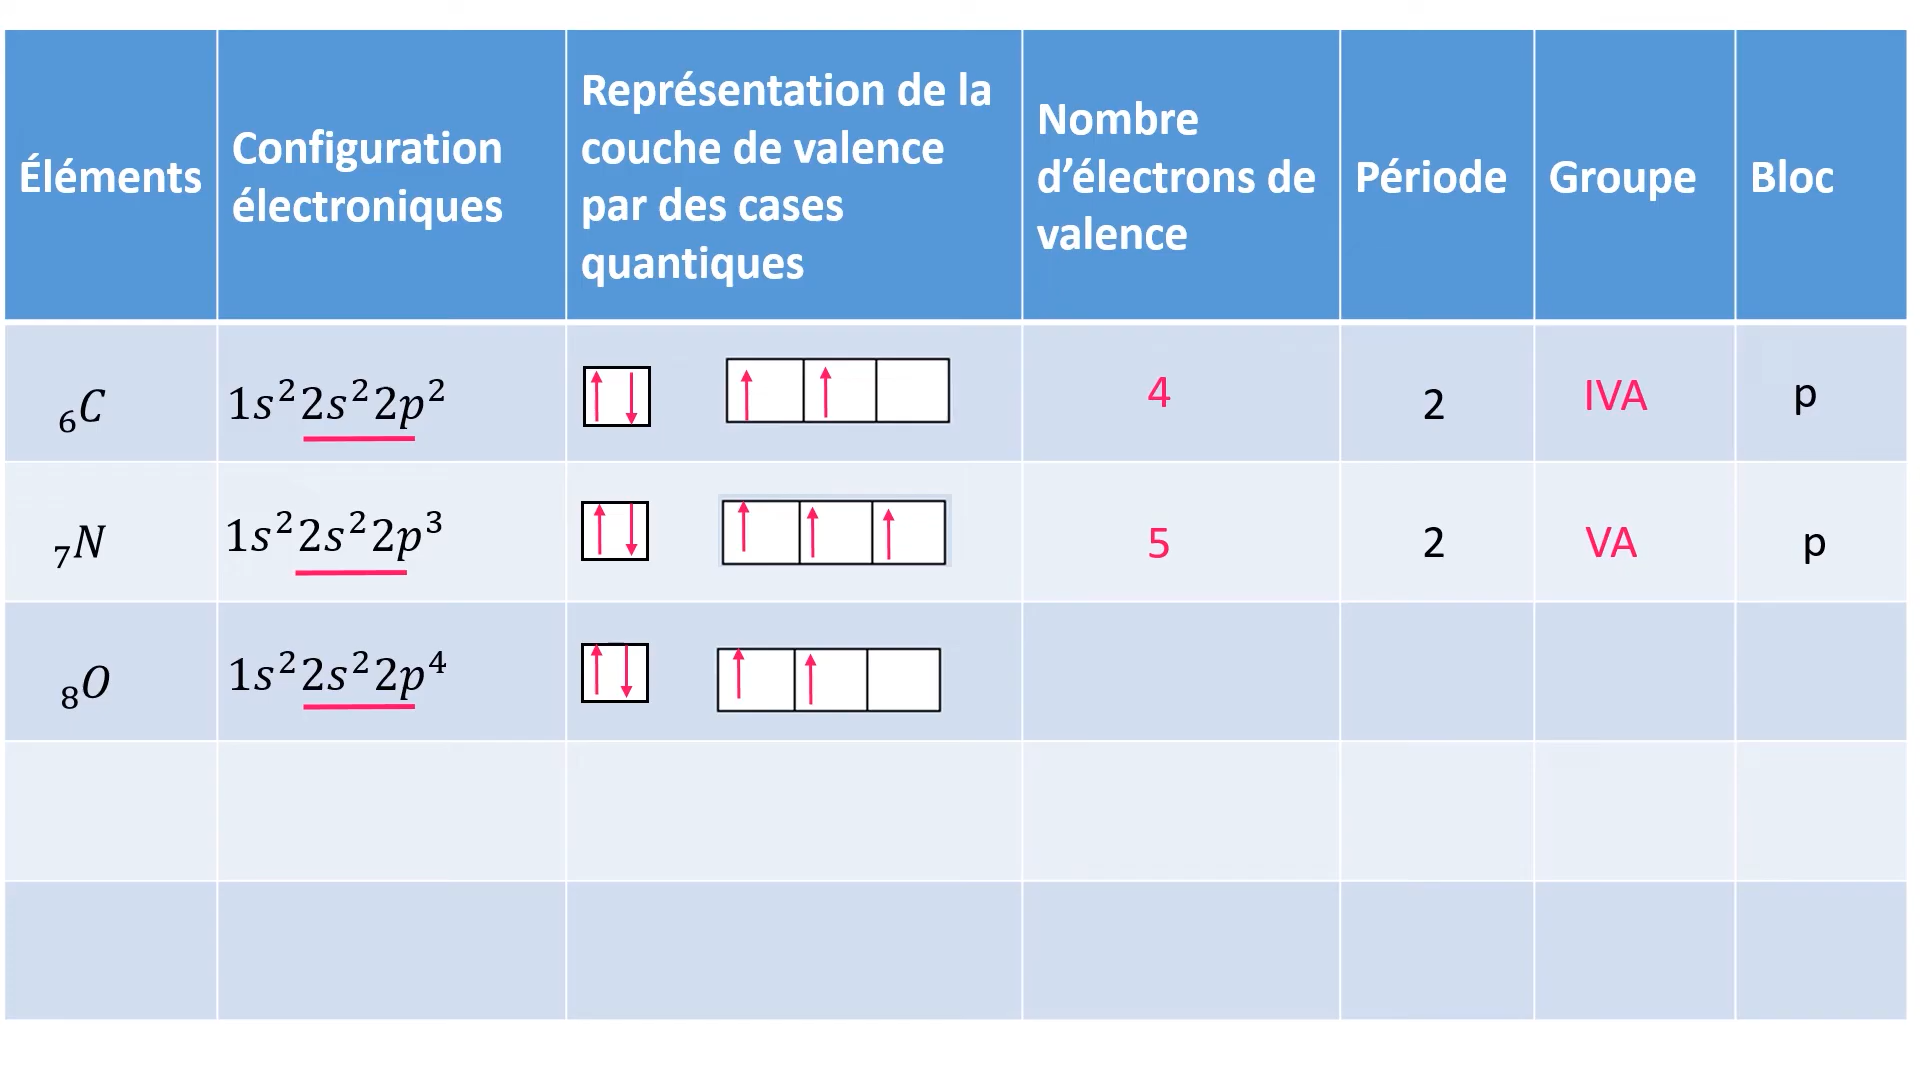 Éléments
Configuration
électroniques
Représentation de la
couche de valence
par des cases
quantiques
Nombre
d’électrons de
valence
Période
Groupe
Bloc
₆C 1s²2s²2p² 4 2 IVA p
₇N 1s²2s²2p³ 5 2 VA p
₈O 1s²2s²2p⁴